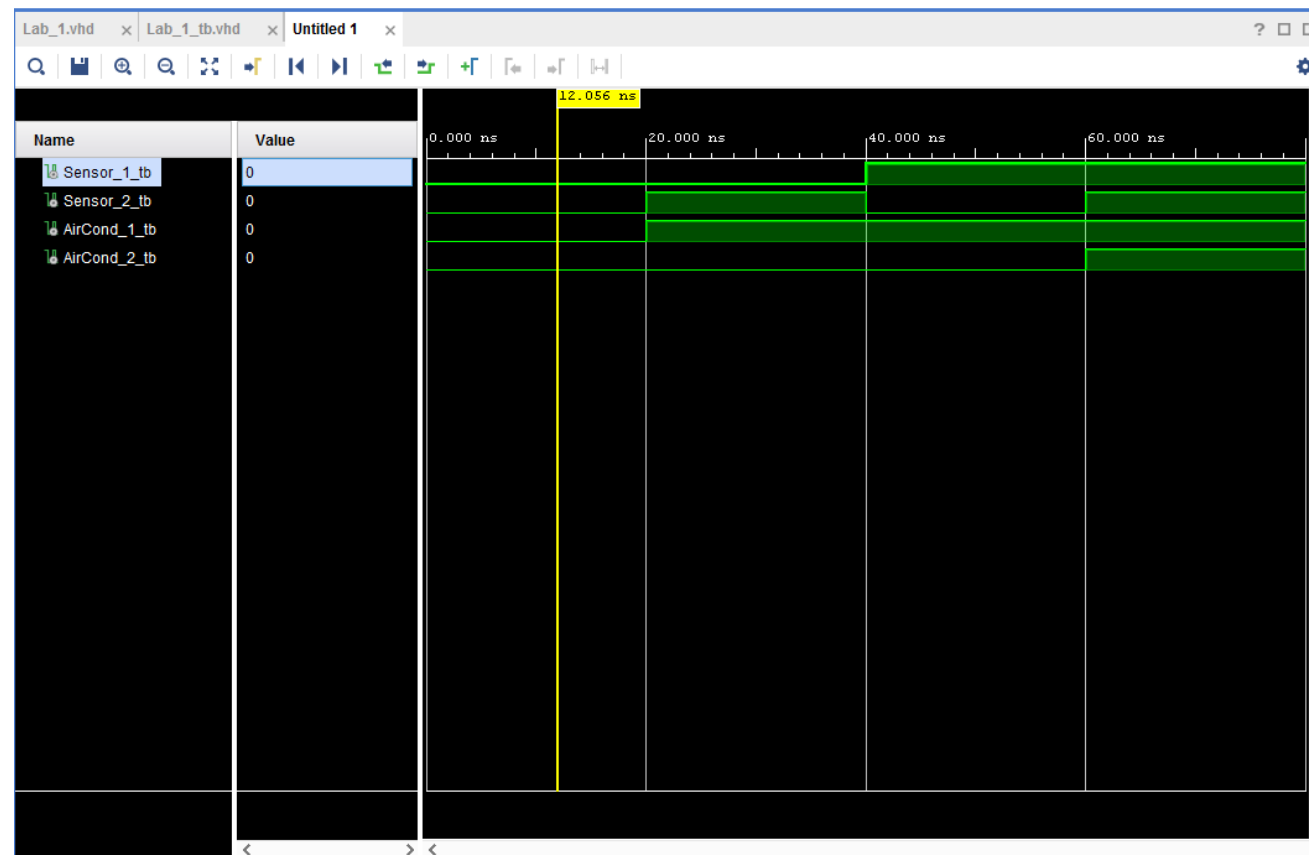 Lab_1.vhd × Lab_1_tb.vhd × Untitled 1 × ?
12.056 ns
Name Value 0.000 ns 20.000 ns 40.000 ns 60.000 ns
Sensor_1_tb 0
Sensor_2_tb 0
AirCond_1_tb 0
AirCond_2_tb 0